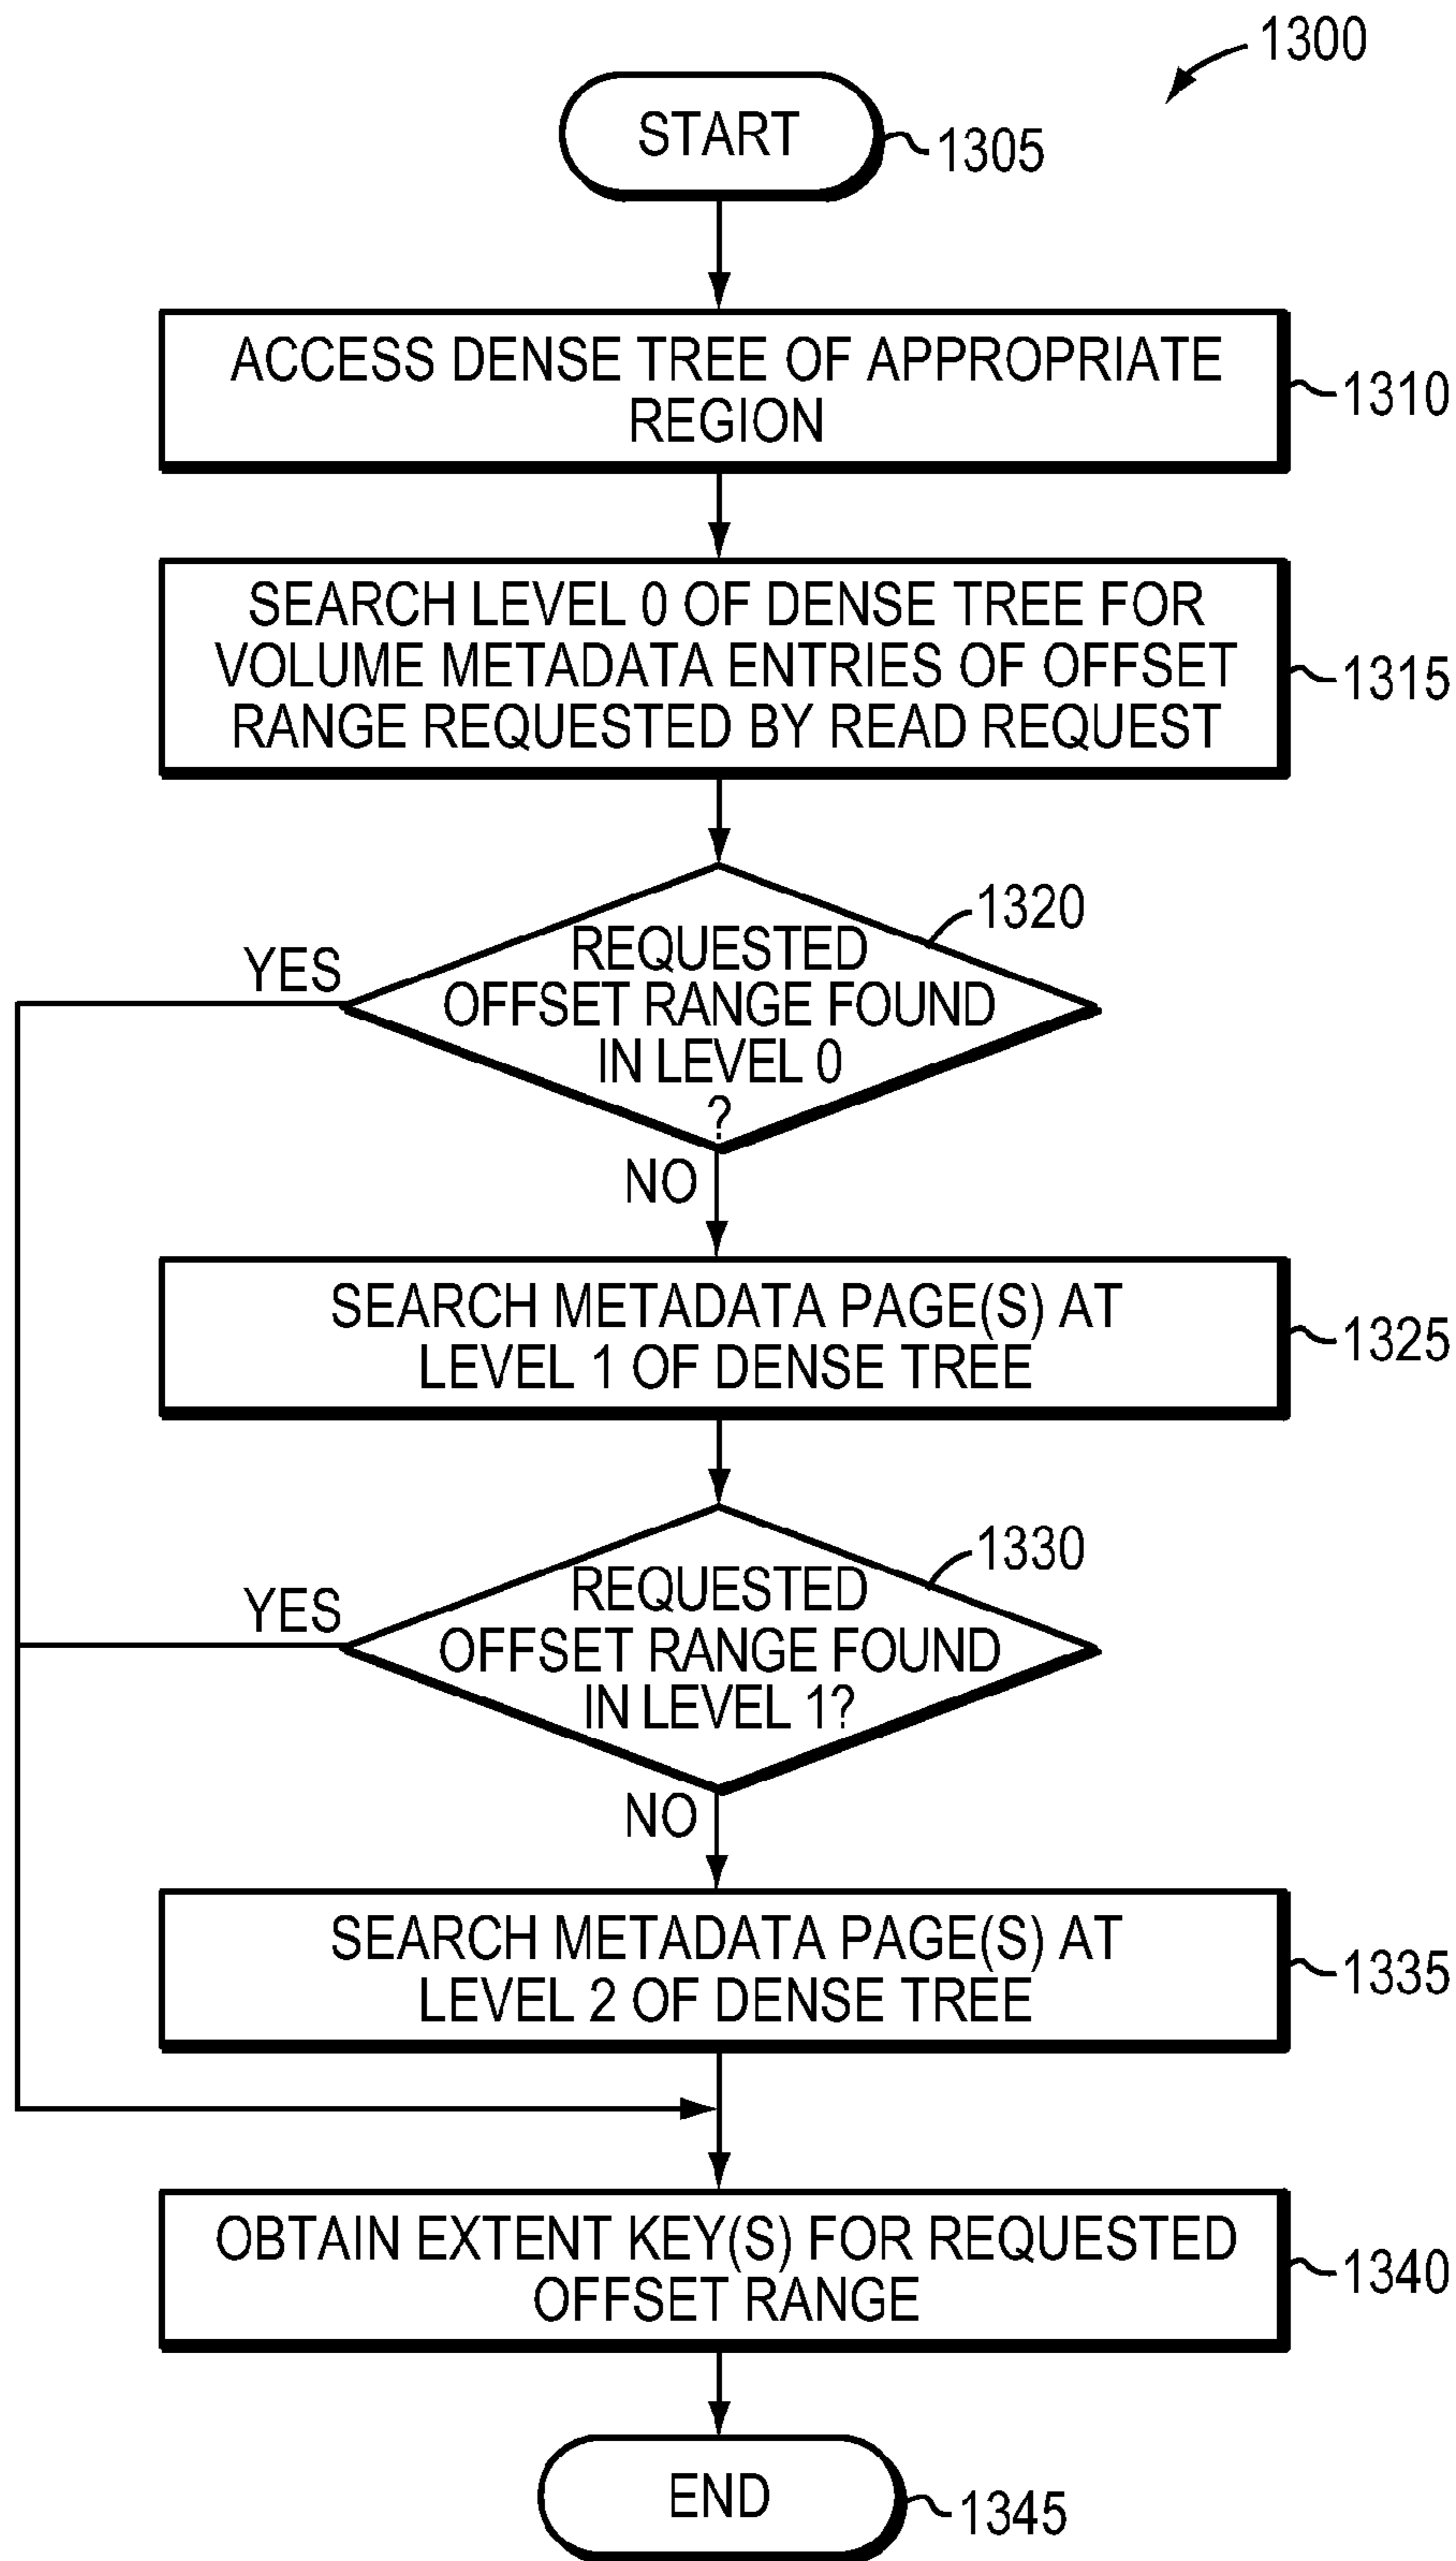 1300
START
1305
ACCESS DENSE TREE OF APPROPRIATE
REGION
1310
SEARCH LEVEL 0 OF DENSE TREE FOR
VOLUME METADATA ENTRIES OF OFFSET
RANGE REQUESTED BY READ REQUEST
1315
1320
REQUESTED
OFFSET RANGE FOUND
IN LEVEL 0
?
YES
NO
SEARCH METADATA PAGE(S) AT
LEVEL 1 OF DENSE TREE
1325
1330
REQUESTED
OFFSET RANGE FOUND
IN LEVEL 1?
YES
NO
SEARCH METADATA PAGE(S) AT
LEVEL 2 OF DENSE TREE
1335
OBTAIN EXTENT KEY(S) FOR REQUESTED
OFFSET RANGE
1340
END
1345